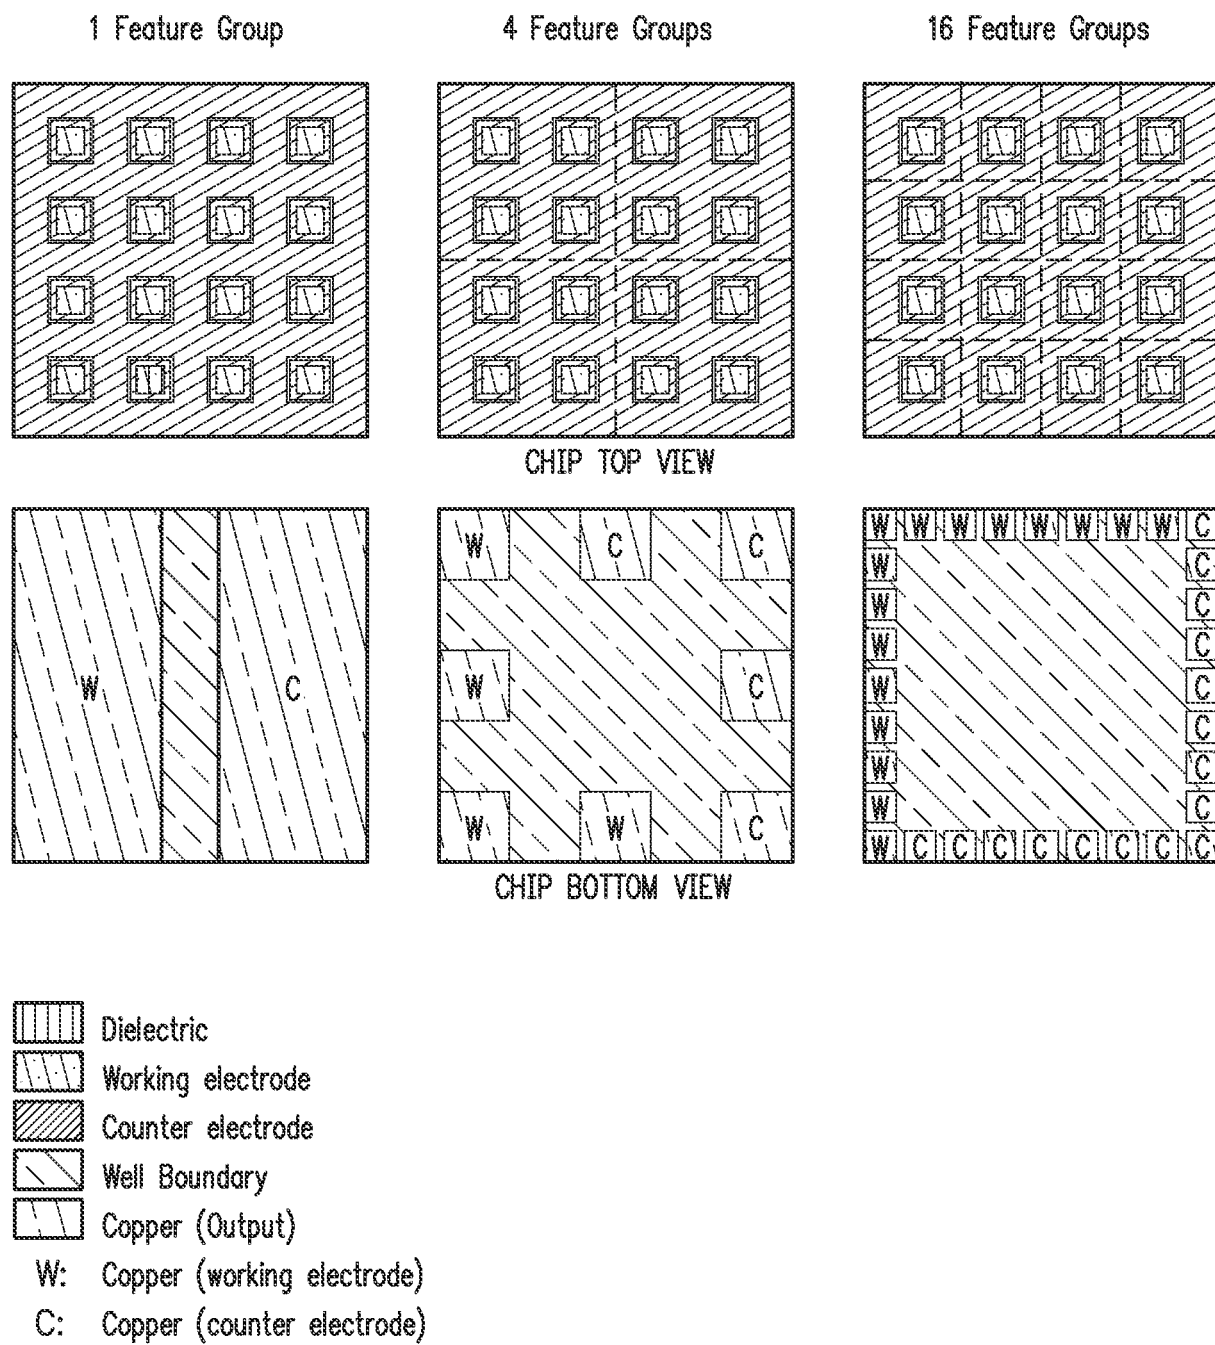 1 Feature Group
4 Feature Groups
16 Feature Groups
CHIP TOP VIEW
W
C
W
C
C
W
C
W
W
C
W W W W W W W W C
W
C
W
C
W
C
W
C
W
C
W
C
W
C
W C C C C C C C C
CHIP BOTTOM VIEW
Dielectric
Working electrode
Counter electrode
Well Boundary
Copper (Output)
W: Copper (working electrode)
C: Copper (counter electrode)